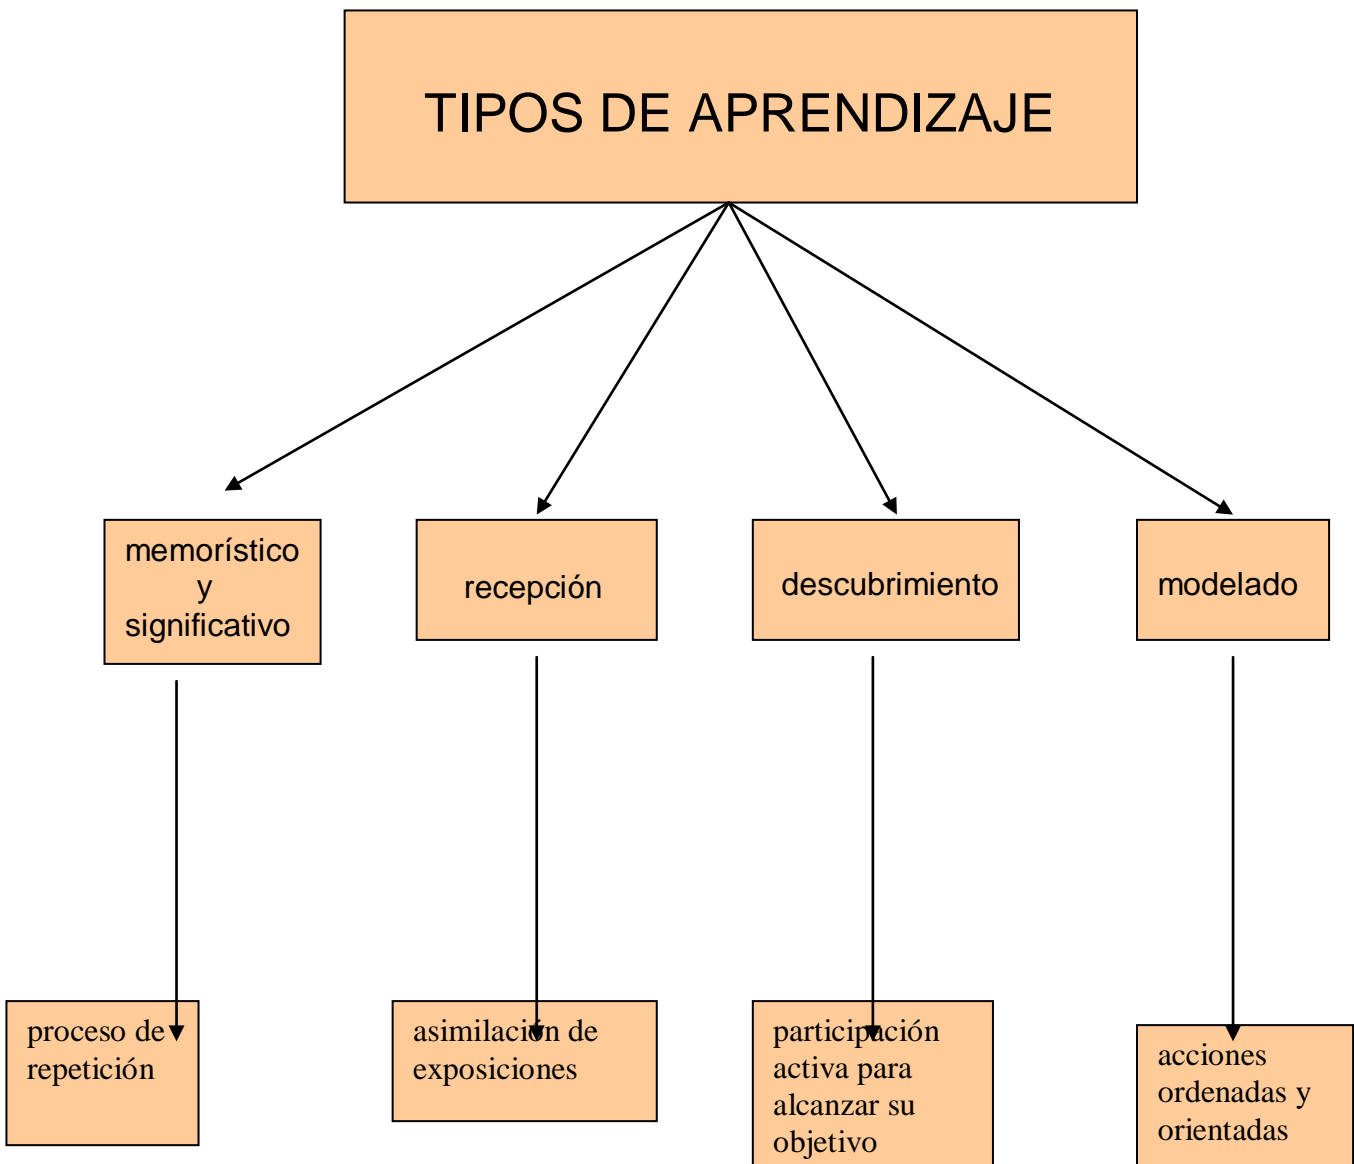 TIPOS DE APRENDIZAJE
memorístico
y
significativo
recepción
descubrimiento
modelado
proceso de
repetición
asimilación de
exposiciones
participación
activa para
alcanzar su
objetivo
acciones
ordenadas y
orientadas